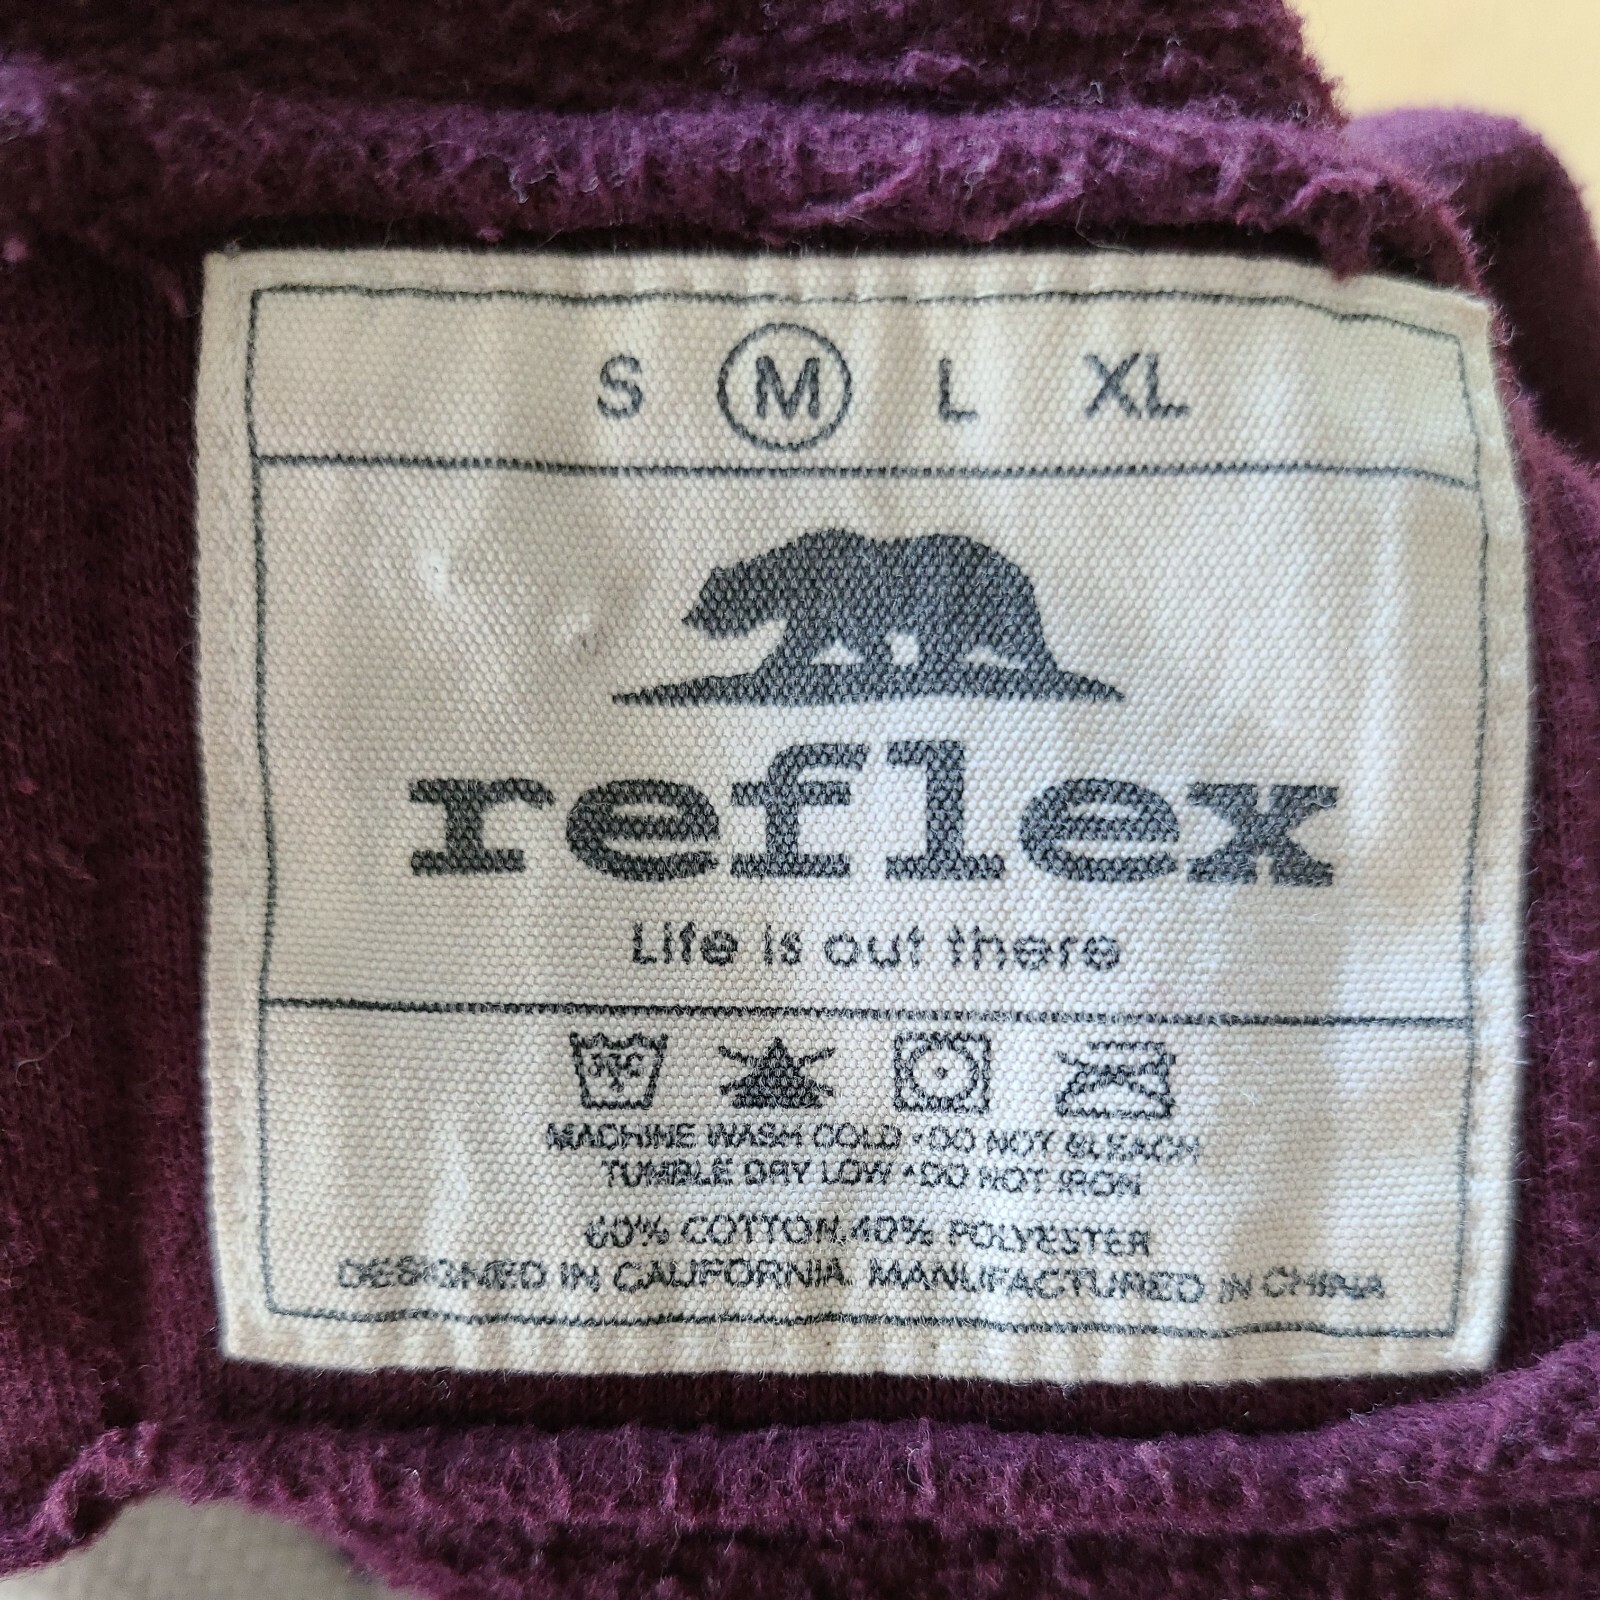 S M L XL
reflex
Life is out there
30°C
MACHINE WASH COLD • DO NOT BLEACH
TUMBLE DRY LOW • DO NOT IRON
60% COTTON, 40% POLYESTER
DESIGNED IN CALIFORNIA. MANUFACTURED IN CHINA